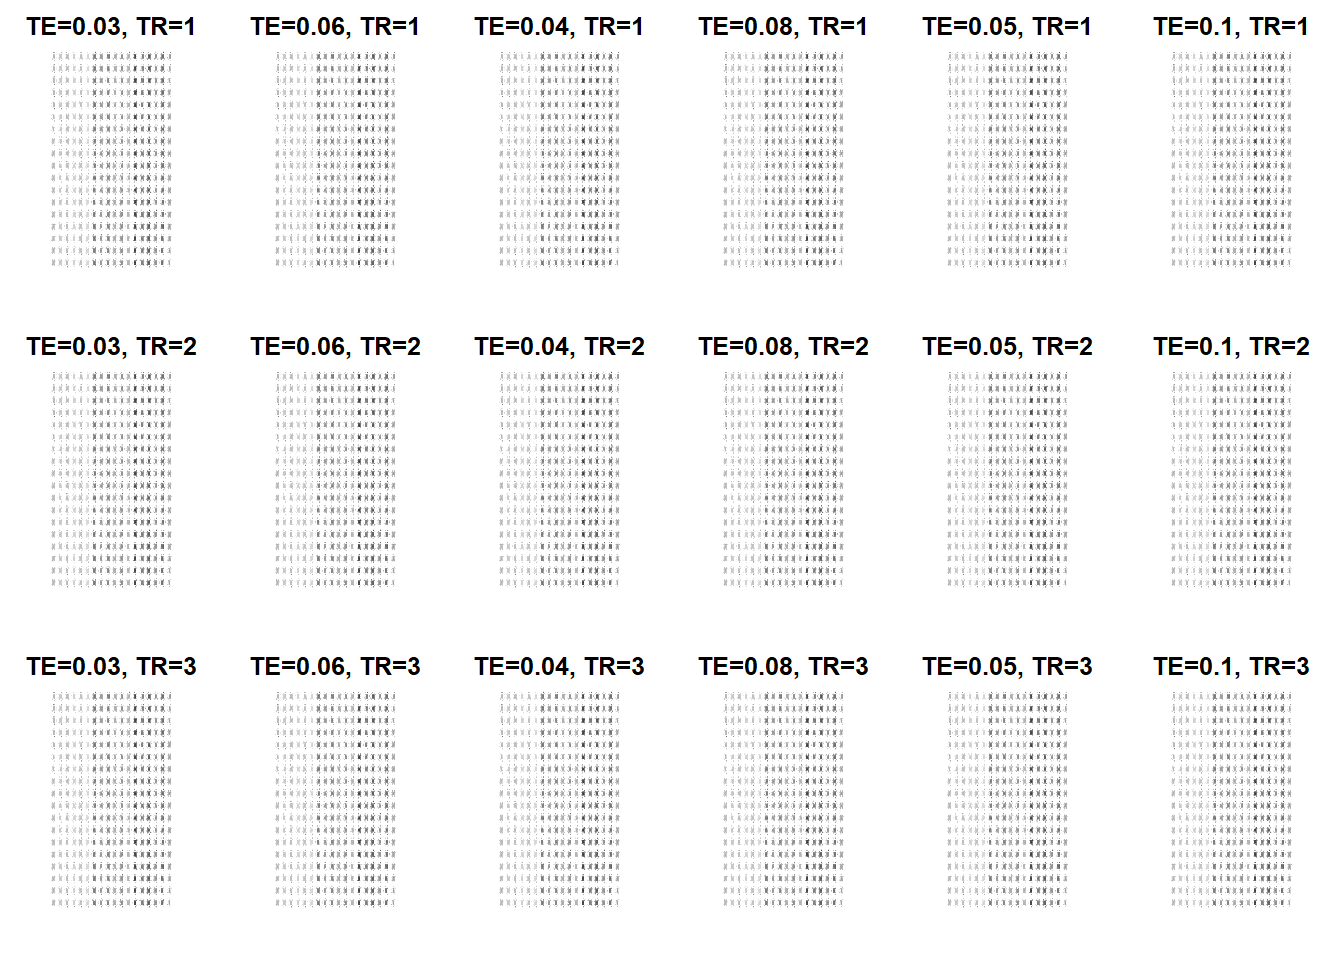 TE=0.03, TR=1 TE=0.06, TR=1 TE=0.04, TR=1 TE=0.08, TR=1 TE=0.05, TR=1 TE=0.1, TR=1
TE=0.03, TR=2 TE=0.06, TR=2 TE=0.04, TR=2 TE=0.08, TR=2 TE=0.05, TR=2 TE=0.1, TR=2
TE=0.03, TR=3 TE=0.06, TR=3 TE=0.04, TR=3 TE=0.08, TR=3 TE=0.05, TR=3 TE=0.1, TR=3